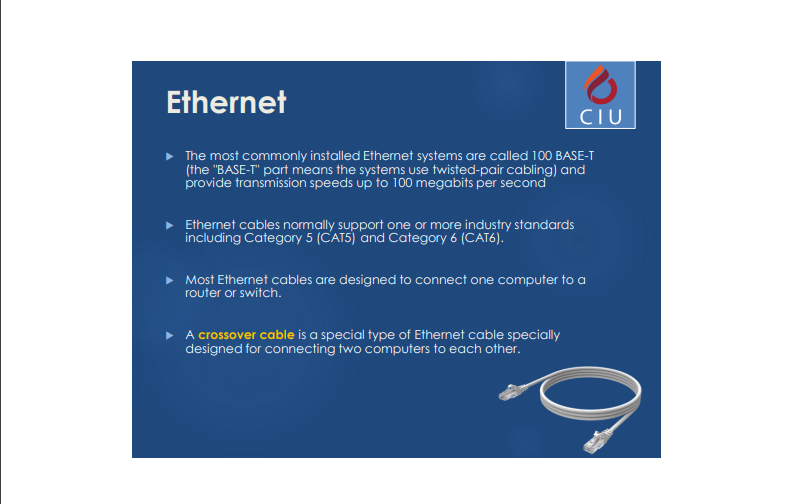 Ethernet
CIU
The most commonly installed Ethernet systems are called 100 BASE-T
(the "BASE-T" part means the systems use twisted-pair cabling) and
provide transmission speeds up to 100 megabits per second
Ethernet cables normally support one or more industry standards
including Category 5 (CAT5) and Category 6 (CAT6).
Most Ethernet cables are designed to connect one computer to a
router or switch.
A crossover cable is a special type of Ethernet cable specially
designed for connecting two computers to each other.